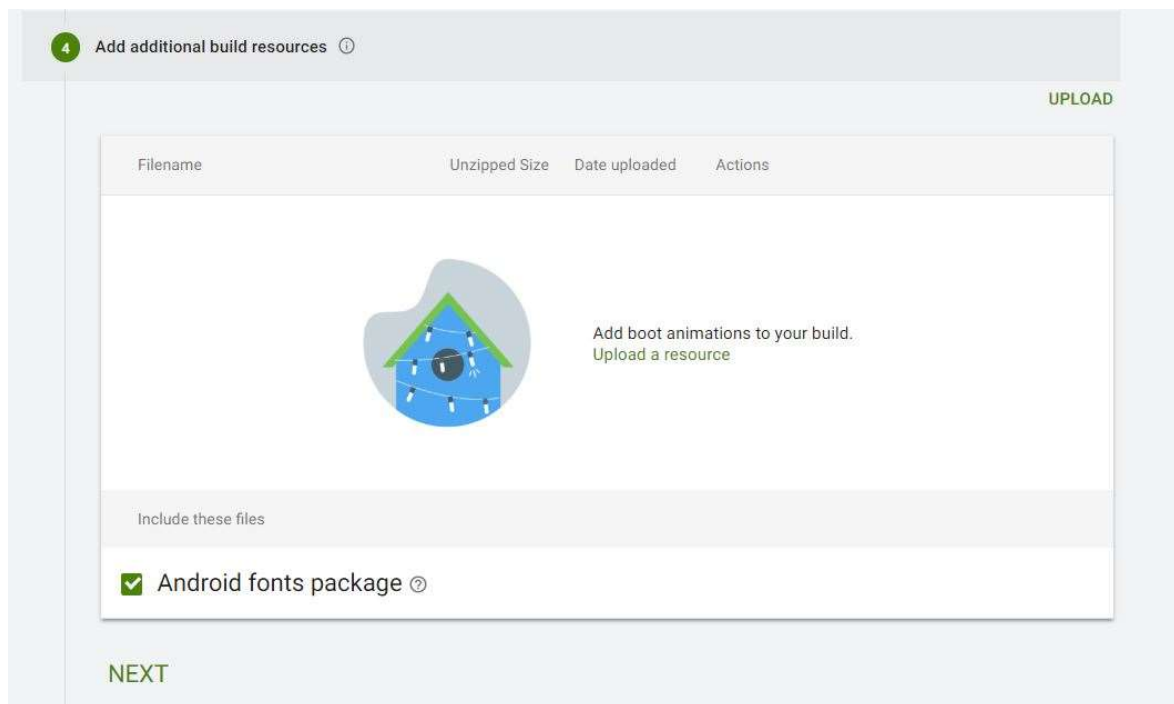 4 Add additional build resources
UPLOAD
Filename Unzipped Size Date uploaded Actions
Add boot animations to your build.
Upload a resource
Include these files
Android fonts package
NEXT